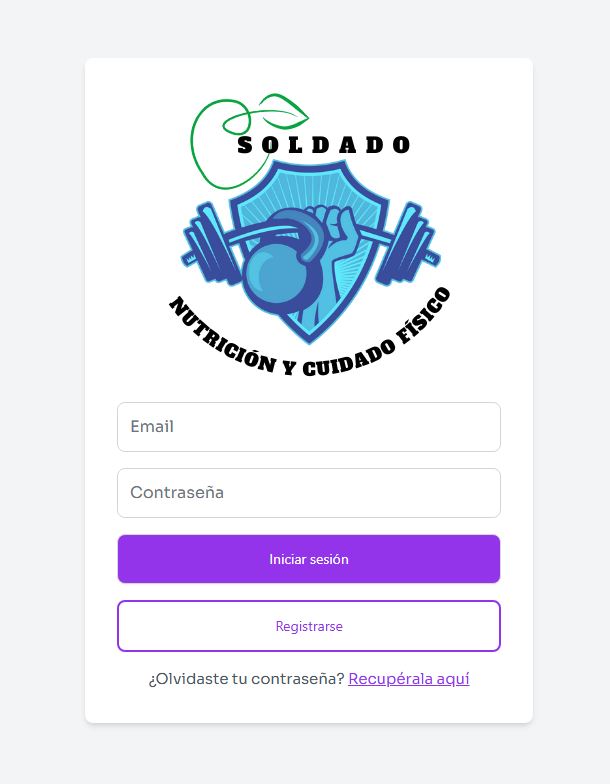 SOLDADO
NUTRICIÓN Y CUIDADO FÍSICO
Email
Contraseña
Iniciar sesión
Registrarse
¿Olvidaste tu contraseña? Recupérala aquí